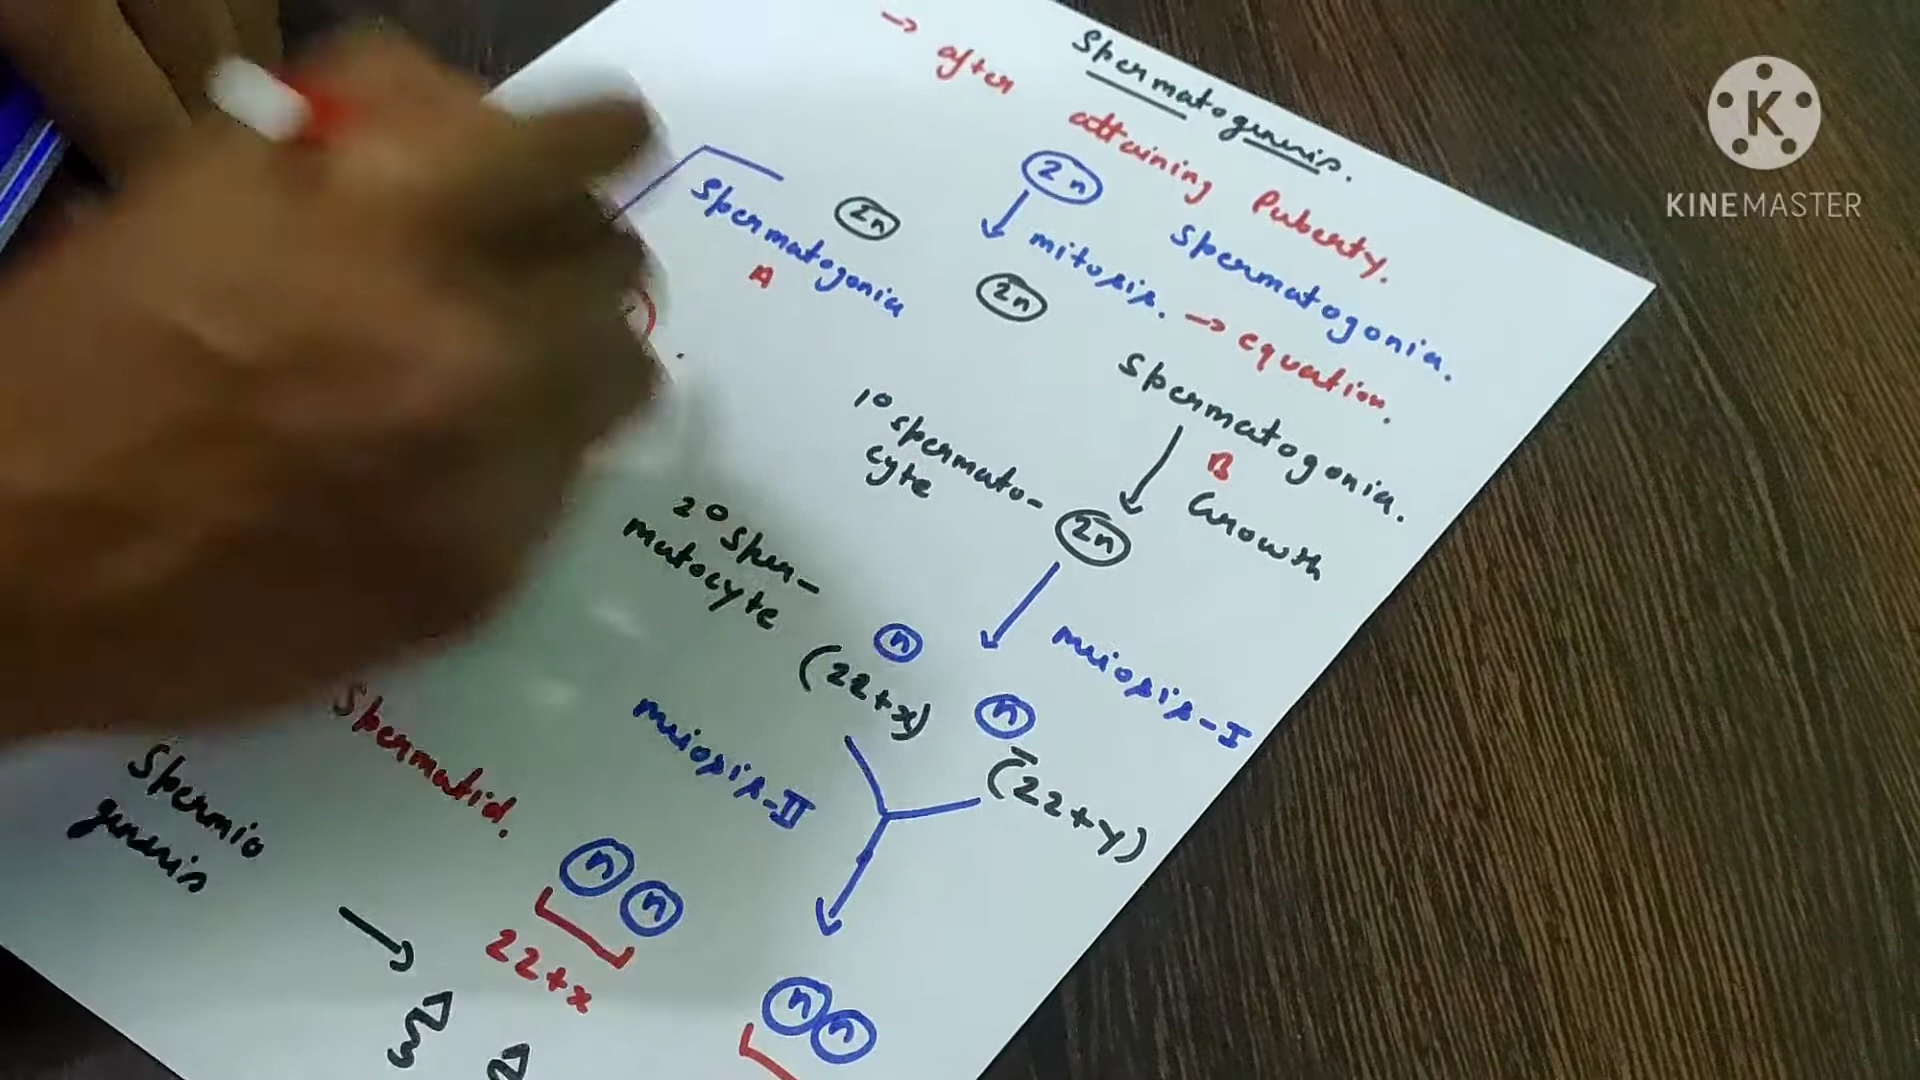 Spermatogenesis.
→ after attaining Puberty.
2n Spermatogonia.
mitosis. → equation.
2n 2n
Spermatogonia
A
Spermatogonia.
B
Growth
1° spermato-
cyte
2n
meiosis-I
2° Sper-
matocyte
n n
(22+x) (22+y)
meiosis-II
Spermatid.
n n
22+x
n n
Spermio
genesis
K
KINEMASTER